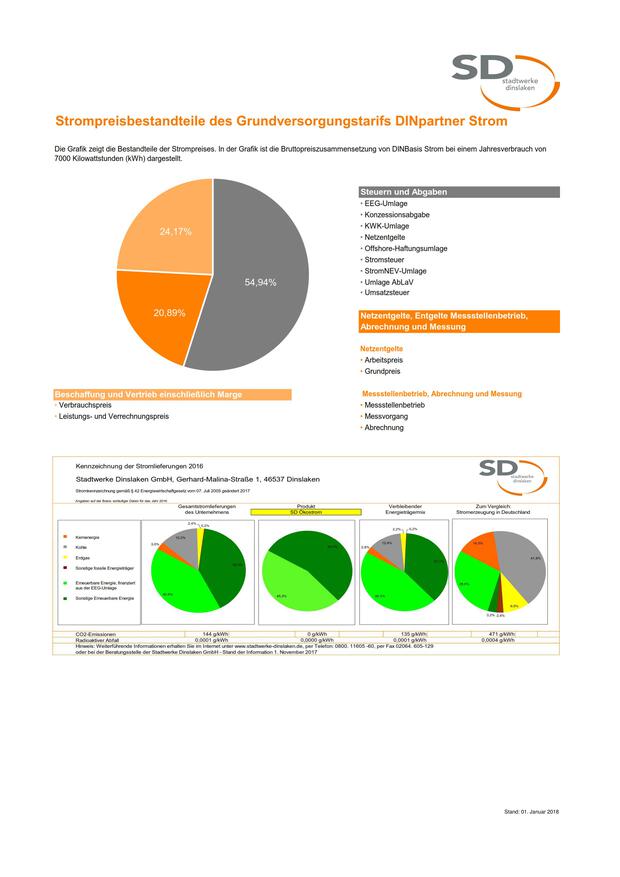 SD
stadtwerke
dinslaken
Strompreisbestandteile des Grundversorgungstarifs DINpartner Strom
Die Grafik zeigt die Bestandteile der Strompreises. In der Grafik ist die Bruttopreiszusammensetzung von DINBasis Strom bei einem Jahresverbrauch von
7000 Kilowattstunden (kWh) dargestellt.
24,17%
54,94%
20,89%
Steuern und Abgaben
• EEG-Umlage
• Konzessionsabgabe
• KWK-Umlage
• Netzentgelte
• Offshore-Haftungsumlage
• Stromsteuer
• StromNEV-Umlage
• Umlage AbLaV
• Umsatzsteuer
Netzentgelte, Entgelte Messstellenbetrieb,
Abrechnung und Messung
Netzentgelte
• Arbeitspreis
• Grundpreis
Messstellenbetrieb, Abrechnung und Messung
• Messstellenbetrieb
• Messvorgang
• Abrechnung
Beschaffung und Vertrieb einschließlich Marge
• Verbrauchspreis
• Leistungs- und Verrechnungspreis
Kennzeichnung der Stromlieferungen 2016
Stadtwerke Dinslaken GmbH, Gerhard-Malina-Straße 1, 46537 Dinslaken
Stromkennzeichnung gemäß § 42 Energiewirtschaftsgesetz vom 07. Juli 2005 geändert 2017
Angaben auf der Basis vorläufiger Daten für das Jahr 2016
SD
stadtwerke
dinslaken
Gesamtstromlieferungen
des Unternehmens
Produkt
SD Ökostrom
Verbleibender
Energieträgermix
Zum Vergleich:
Stromerzeugung in Deutschland
Kernenergie
Kohle
Erdgas
Sonstige fossile Energieträger
Erneuerbare Energie, finanziert
aus der EEG-Umlage
Sonstige Erneuerbare Energie
CO2-Emissionen 144 g/kWh 0 g/kWh 135 g/kWh 471 g/kWh
Radioaktiver Abfall 0,0001 g/kWh 0,0000 g/kWh 0,0001 g/kWh 0,0004 g/kWh
Hinweis: Weiterführende Informationen erhalten Sie im Internet unter www.stadtwerke-dinslaken.de, per Telefon: 0800. 11605 -60, per Fax 02064. 605-129
oder bei der Beratungsstelle der Stadtwerke Dinslaken GmbH - Stand der Information 1. November 2017
Stand: 01. Januar 2018